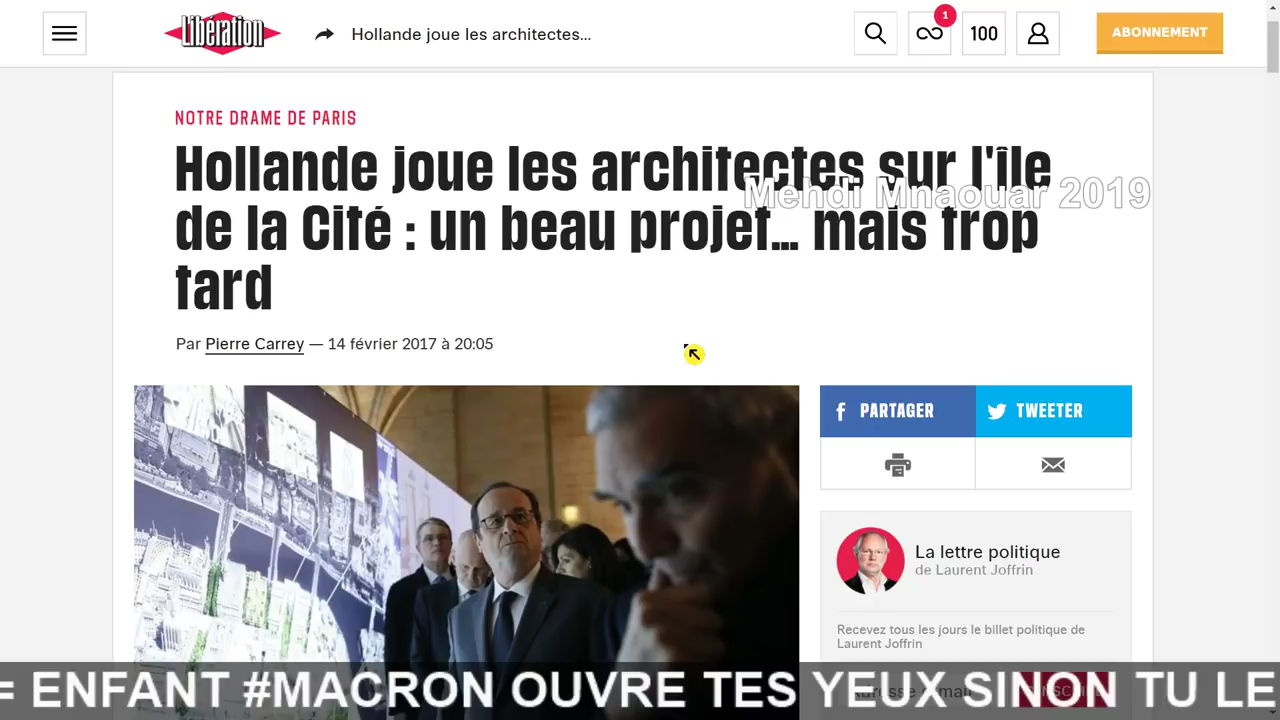 Libération
Hollande joue les architectes...
1
100
ABONNEMENT
NOTRE DRAME DE PARIS
Hollande joue les architectes sur l'île
Mehdi Mnaouar 2019
de la Cité : un beau projet... mais trop
tard
Par Pierre Carrey — 14 février 2017 à 20:05
PARTAGER
TWEETER
La lettre politique
de Laurent Joffrin
Recevez tous les jours le billet politique de
Laurent Joffrin
= ENFANT #MACRON OUVRE TES YEUX SINON TU LE